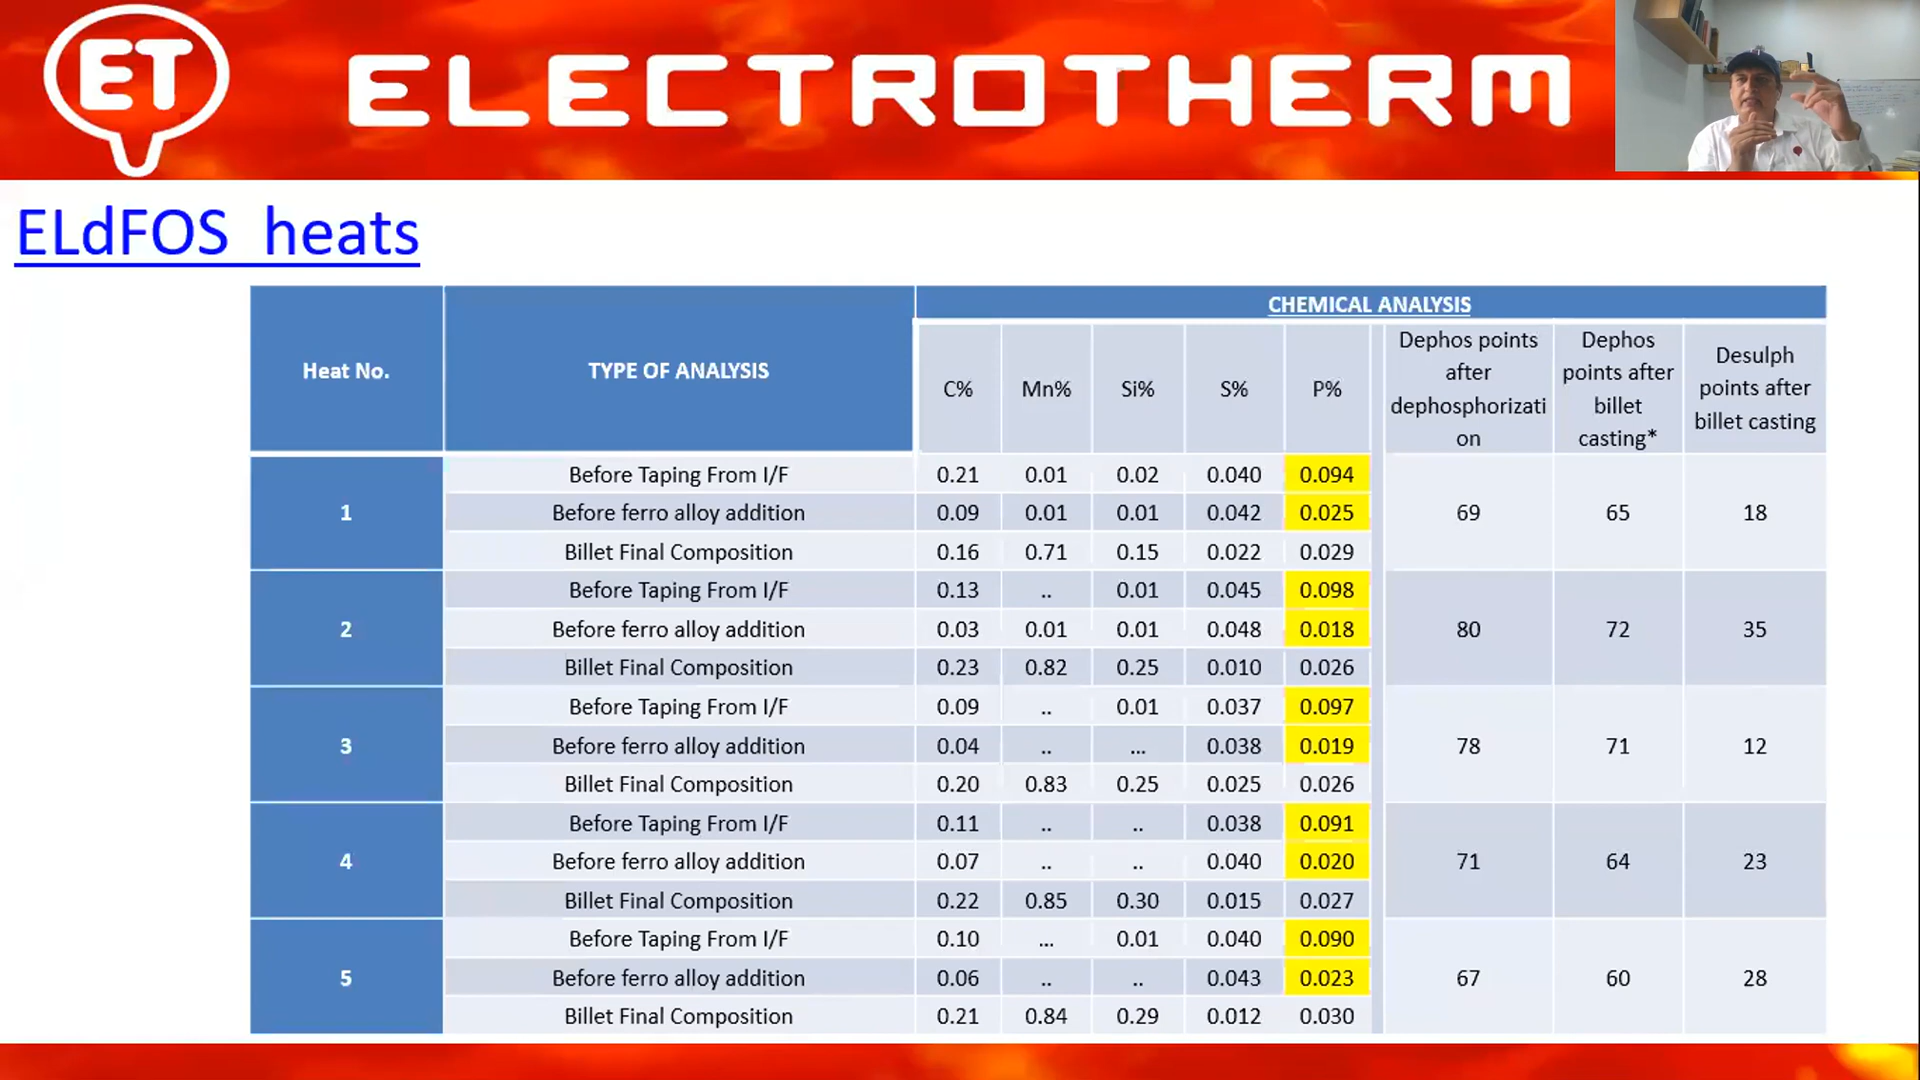 ET ELECTROTHERM
ELdFOS heats
Heat No. TYPE OF ANALYSIS CHEMICAL ANALYSIS
C% Mn% Si% S% P% Dephos points after dephosphorizati on Dephos points after billet casting* Desulph points after billet casting
1 Before Taping From I/F 0.21 0.01 0.02 0.040 0.094 69 65 18
Before ferro alloy addition 0.09 0.01 0.01 0.042 0.025
Billet Final Composition 0.16 0.71 0.15 0.022 0.029
2 Before Taping From I/F 0.13 .. 0.01 0.045 0.098 80 72 35
Before ferro alloy addition 0.03 0.01 0.01 0.048 0.018
Billet Final Composition 0.23 0.82 0.25 0.010 0.026
3 Before Taping From I/F 0.09 .. 0.01 0.037 0.097 78 71 12
Before ferro alloy addition 0.04 .. ... 0.038 0.019
Billet Final Composition 0.20 0.83 0.25 0.025 0.026
4 Before Taping From I/F 0.11 .. .. 0.038 0.091 71 64 23
Before ferro alloy addition 0.07 .. .. 0.040 0.020
Billet Final Composition 0.22 0.85 0.30 0.015 0.027
5 Before Taping From I/F 0.10 ... 0.01 0.040 0.090 67 60 28
Before ferro alloy addition 0.06 .. .. 0.043 0.023
Billet Final Composition 0.21 0.84 0.29 0.012 0.030